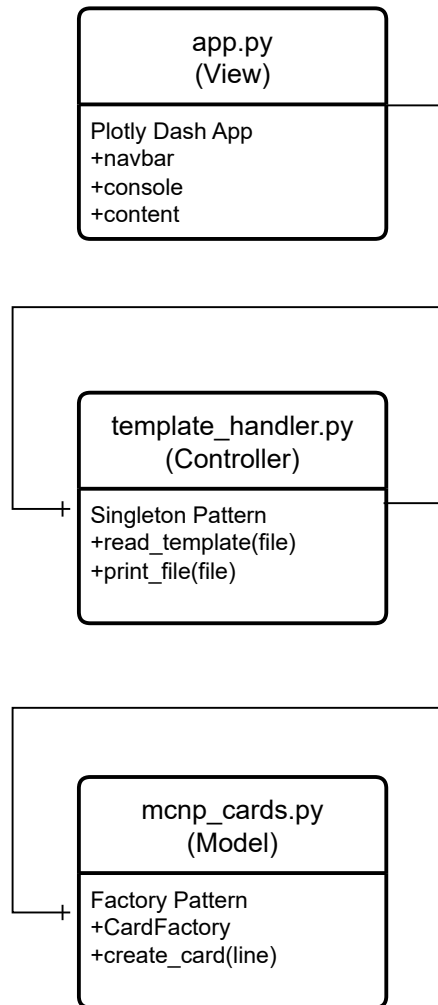 app.py
(View)
Plotly Dash App
+navbar
+console
+content
template_handler.py
(Controller)
Singleton Pattern
+read_template(file)
+print_file(file)
mcnp_cards.py
(Model)
Factory Pattern
+CardFactory
+create_card(line)